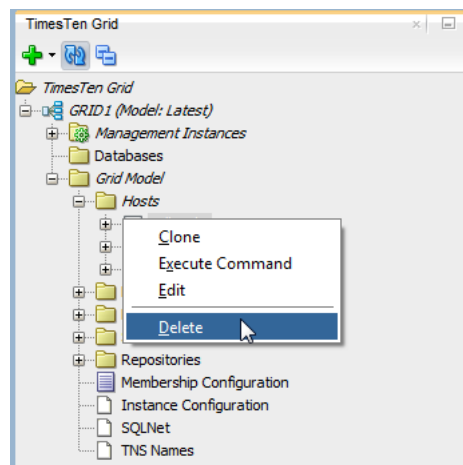 TimesTen Grid
TimesTen Grid
GRID1 (Model: Latest)
Management Instances
Databases
Grid Model
Hosts
Clone
Execute Command
Edit
Delete
Repositories
Membership Configuration
Instance Configuration
SQLNet
TNS Names